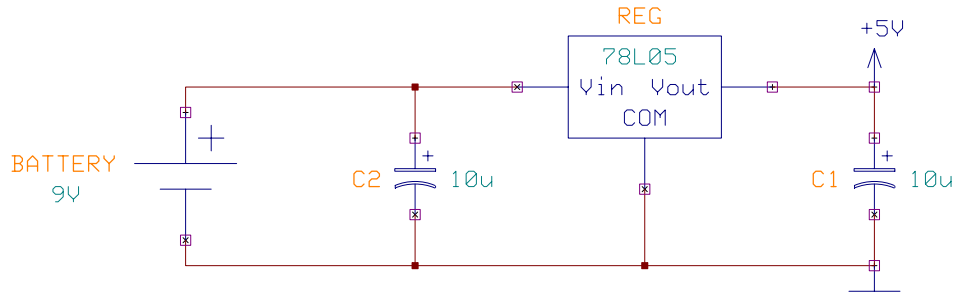 REG
+5V
78L05
Vin Vout
COM
BATTERY
9V
+
C2
+
10u
C1
+
10u